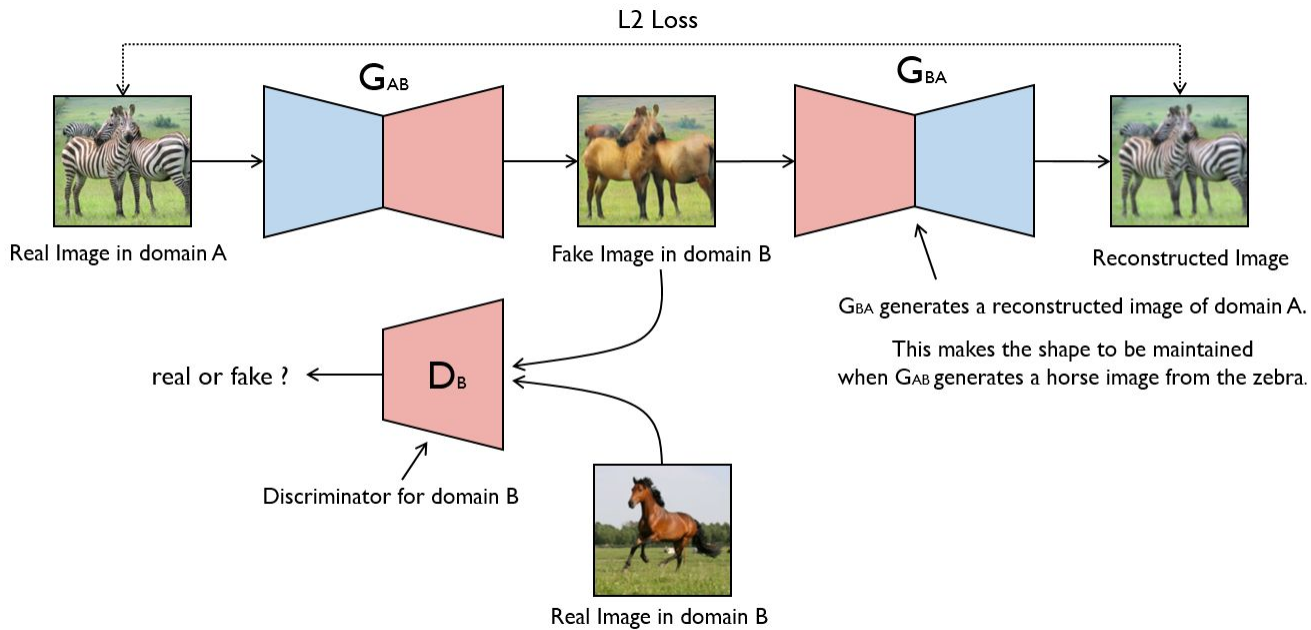 L2 Loss
GAB
GBA
Real Image in domain A
Fake Image in domain B
Reconstructed Image
GBA generates a reconstructed image of domain A.
This makes the shape to be maintained
when GAB generates a horse image from the zebra.
real or fake ?
DB
Discriminator for domain B
Real Image in domain B